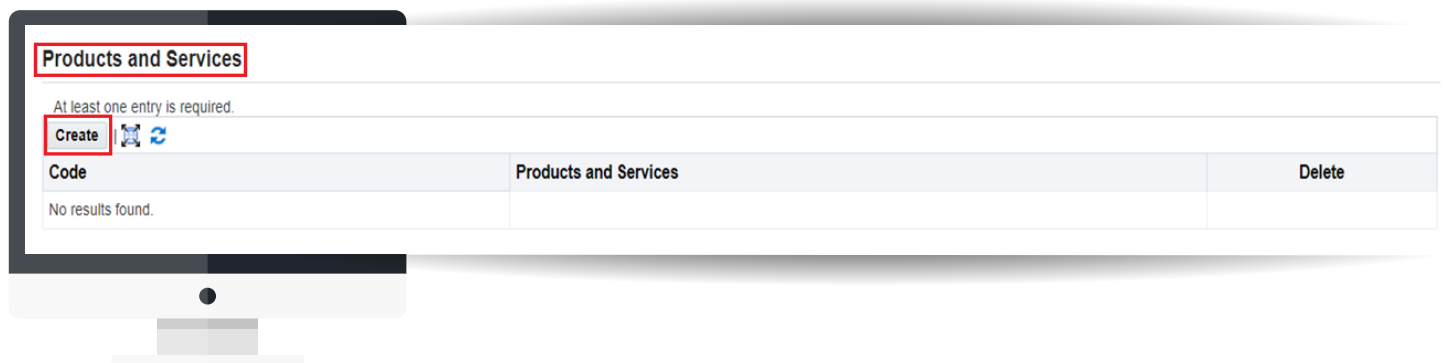 Products and Services
At least one entry is required.
Create
Code Products and Services Delete
No results found.